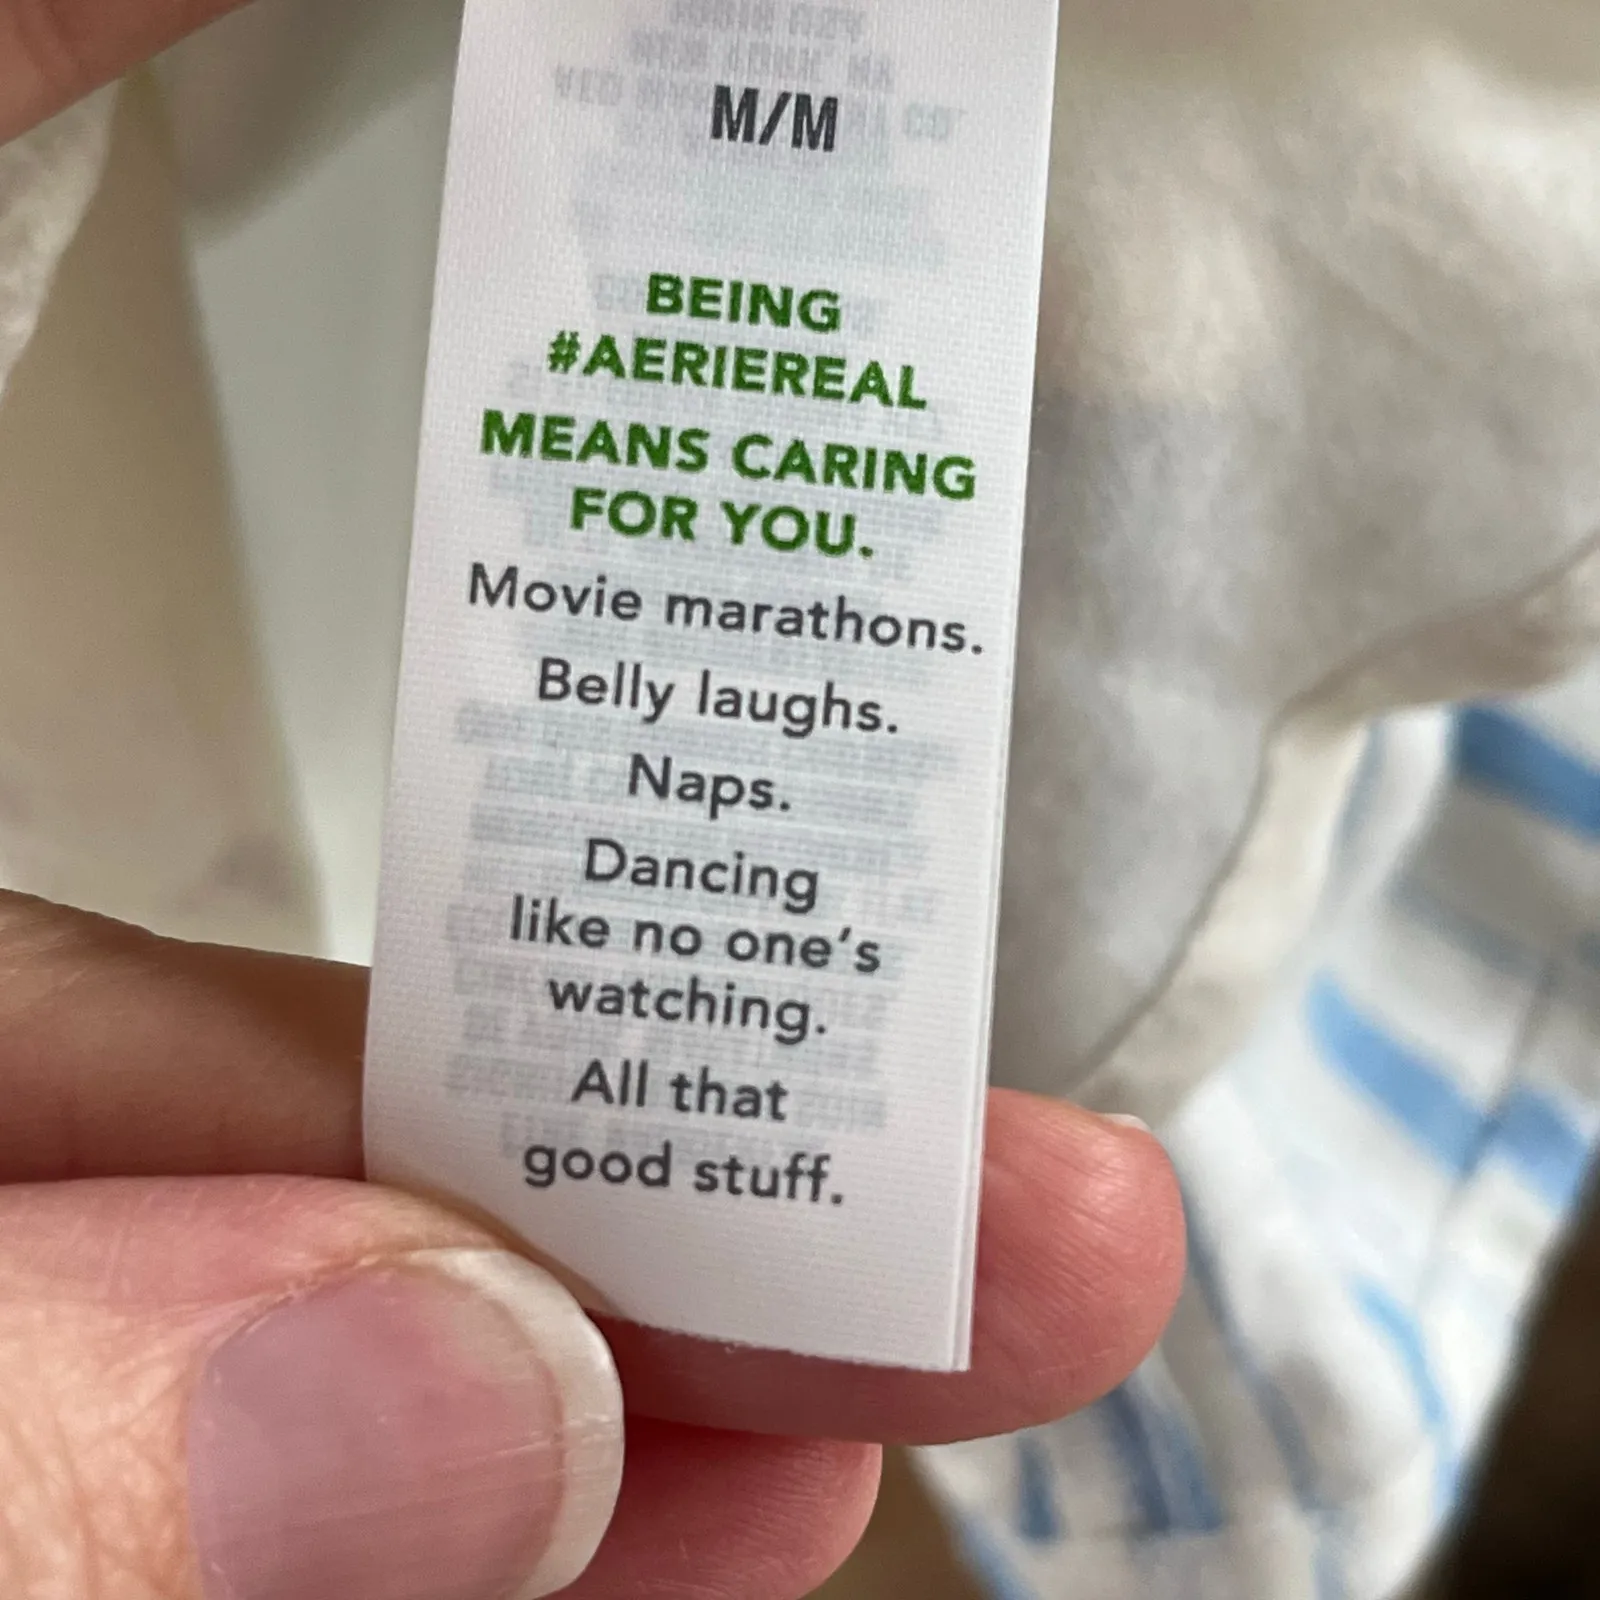 M/M
BEING
#AERIEREAL
MEANS CARING
FOR YOU.
Movie marathons.
Belly laughs.
Naps.
Dancing
like no one's
watching.
All that
good stuff.